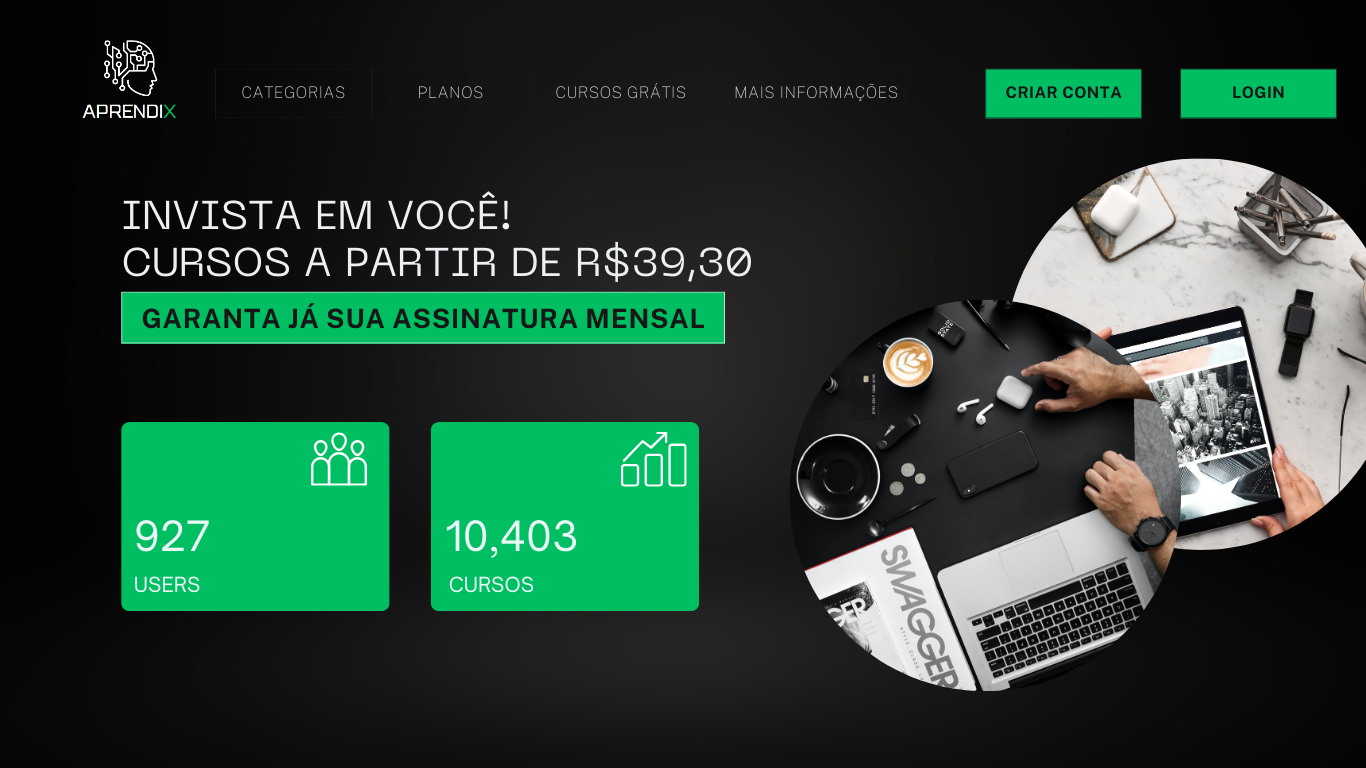 APRENDIX
CATEGORIAS
PLANOS
CURSOS GRÁTIS
MAIS INFORMAÇÕES
CRIAR CONTA
LOGIN
INVISTA EM VOCÊ!
CURSOS A PARTIR DE R$39,30
GARANTA JÁ SUA ASSINATURA MENSAL
927
USERS
10,403
CURSOS
SWAGGER